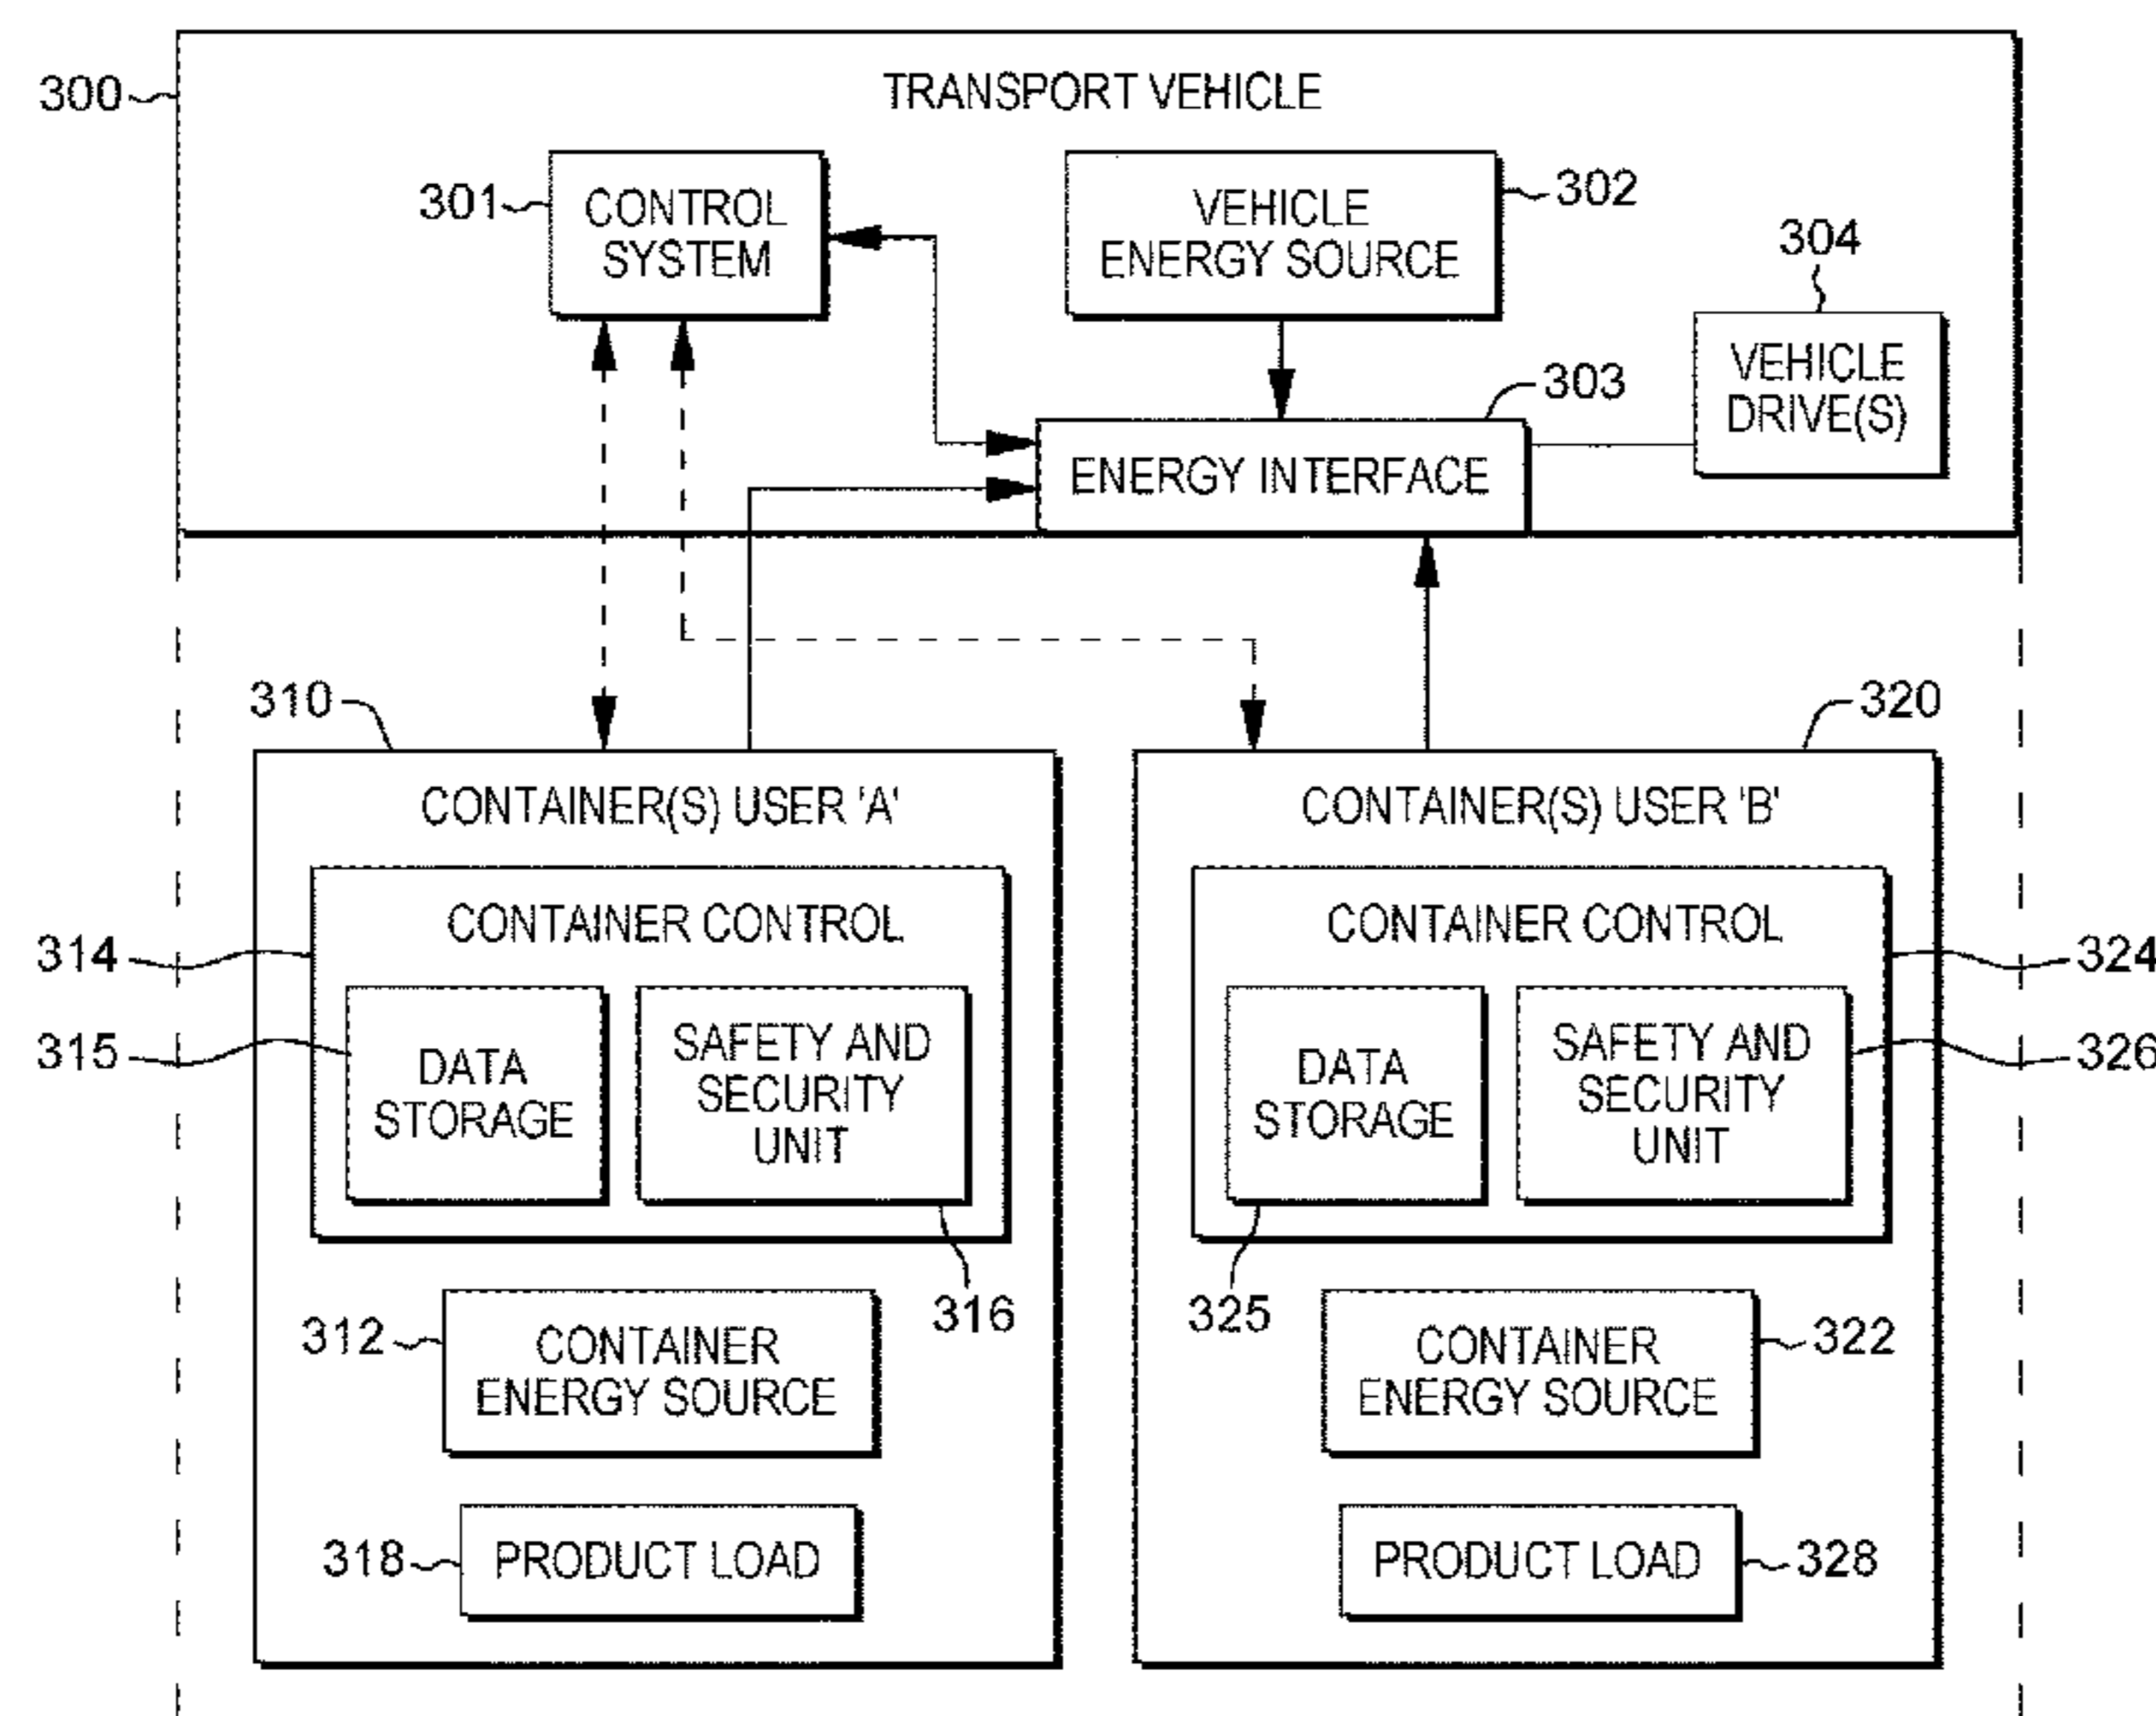 300
TRANSPORT VEHICLE
301
CONTROL
SYSTEM
VEHICLE
ENERGY SOURCE
302
304
VEHICLE
DRIVE(S)
303
ENERGY INTERFACE
310
320
CONTAINER(S) USER 'A'
CONTAINER CONTROL
314
315
DATA
STORAGE
SAFETY AND
SECURITY
UNIT
316
312
CONTAINER
ENERGY SOURCE
318
PRODUCT LOAD
CONTAINER(S) USER 'B'
CONTAINER CONTROL
324
DATA
STORAGE
SAFETY AND
SECURITY
UNIT
326
325
CONTAINER
ENERGY SOURCE
322
PRODUCT LOAD
328